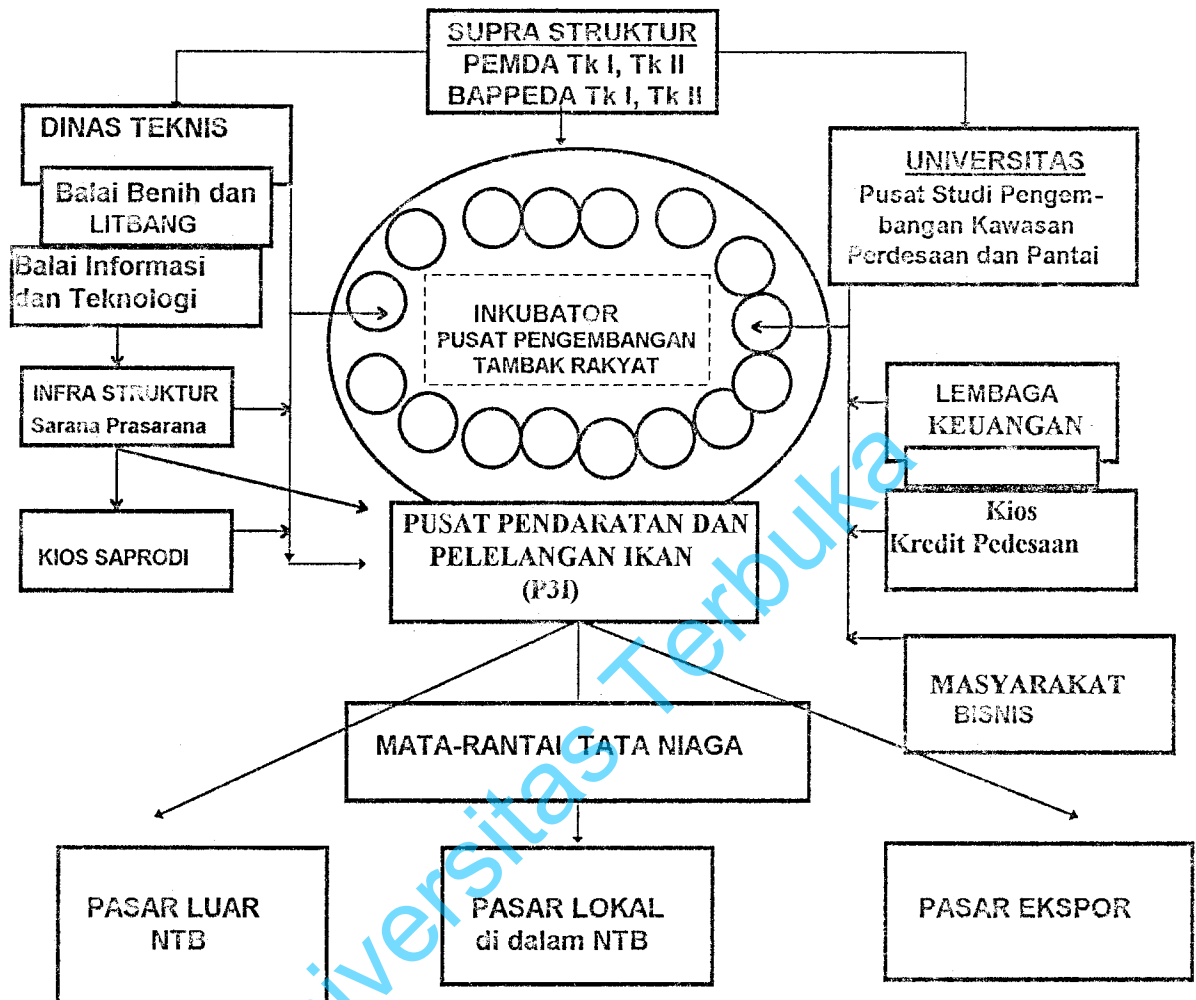 SUPRA STRUKTUR
PEMDA Tk I, Tk II
BAPPEDA Tk I, Tk II
DINAS TEKNIS
Balai Benih dan
LITBANG
Balai Informasi
dan Teknologi
INFRA STRUKTUR
Sarana Prasarana
KIOS SAPRODI
INKUBATOR
PUSAT PENGEMBANGAN
TAMBAK RAKYAT
UNIVERSITAS
Pusat Studi Pengem-
bangan Kawasan
Perdesaan dan Pantai
LEMBAGA
KEUANGAN
Kios
Kredit Pedesaan
MASYARAKAT
BISNIS
PUSAT PENDARATAN DAN
PELELANGAN IKAN
(P3I)
MATA-RANTAI TATA NIAGA
PASAR LUAR
NTB
PASAR LOKAL
di dalam NTB
PASAR EKSPOR
iversitas Terbuka